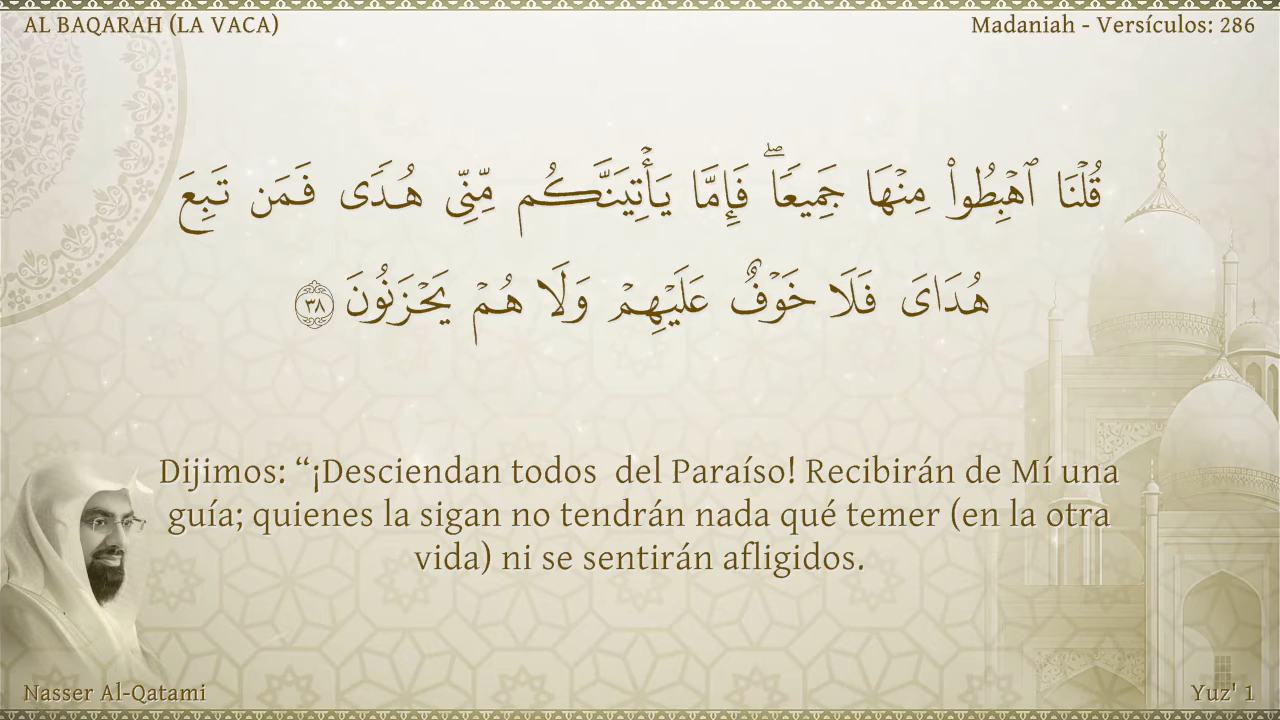 AL BAQARAH (LA VACA)
Madaniah - Versículos: 286
قُلْنَا ٱهْبِطُوا۟ مِنْهَا جَمِيعًۭا ۖ فَإِمَّا يَأْتِيَنَّكُم مِّنِّى هُدًۭى فَمَن تَبِعَ
هُدَاىَ فَلَا خَوْفٌ عَلَيْهِمْ وَلَا هُمْ يَحْزَنُونَ ٣٨
Dijimos: “¡Desciendan todos  del Paraíso! Recibirán de Mí una
guía; quienes la sigan no tendrán nada qué temer (en la otra
vida) ni se sentirán afligidos.
Nasser Al-Qatami
Yuz' 1